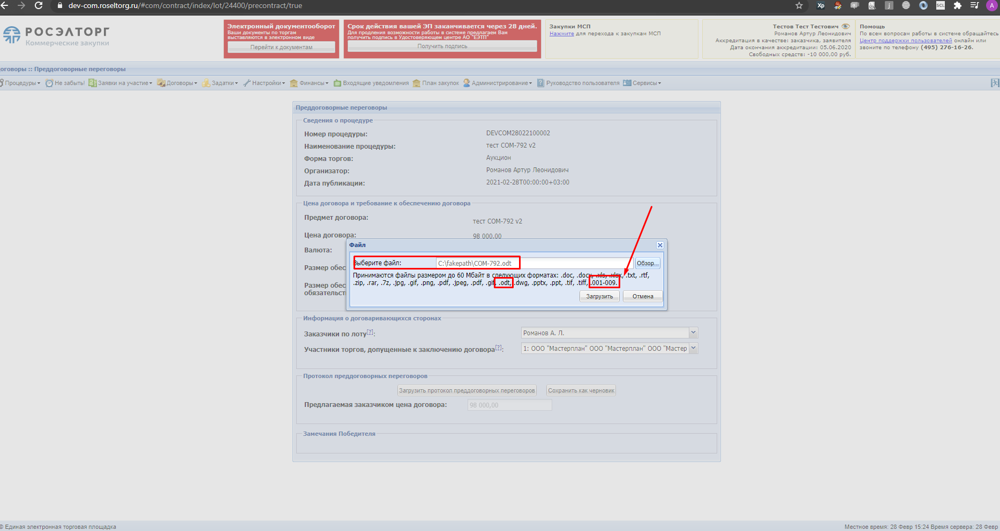 dev-com.roseltorg.ru/#com/contract/index/lot/24400/precontract/true
Xp
j
SCL
A
РОСЭЛТОРГ
Коммерческие закупки
Электронный документооборот
Ваши документы по торгам
выставляются в электронном виде
Перейти к документам
Срок действия вашей ЭП заканчивается через 28 дней.
Для продления возможности работы в системе предлагаем Вам
получить подпись в Удостоверяющем центре АО "ЕЭТП"
Получить подпись
Закупки МСП
Нажмите для перехода к закупкам МСП
Тестов Тест Тестович
Романов Артур Леонидович
Аккредитация в качестве: заказчика, заявителя
Дата окончания аккредитации: 05.06.2020
Свободных средств: -10 000,00 руб.
Помощь
По всем вопросам работы в системе обращайтесь
Центр поддержки пользователей онлайн или
звоните по телефону (495) 276-16-26.
оговоры :: Преддоговорные переговоры
Процедуры Не забыть! Заявки на участие Договоры Задатки Настройки Финансы Входящие уведомления План закупок Администрирование Руководство пользователя Сервисы
Преддоговорные переговоры
Сведения о процедуре
Номер процедуры: DEVCOM28022100002
Наименование процедуры: тест COM-792 v2
Форма торгов: Аукцион
Организатор: Романов Артур Леонидович
Дата публикации: 2021-02-28T00:00:00+03:00
Цена договора и требование к обеспечению договора
Предмет договора: тест COM-792 v2
Цена договора: 98 000,00
Валюта:
Размер обес
Размер обес
обязательст
Файл
Выберите файл: C:\fakepath\COM-792.odt Обзор...
Принимаются файлы размером до 60 Мбайт в следующих форматах: .doc, .docx, .xls, .xlsx, .txt, .rtf,
.zip, .rar, .7z, .jpg, .gif, .png, .pdf, .jpeg, .pdf, .gif, .odt, .dwg, .pptx, .ppt, .tif, .tiff, .001-009.
Загрузить Отмена
Информация о договаривающихся сторонах
Заказчики по лоту[?]: Романов А. Л.
Участники торгов, допущенные к заключению договора[?]: 1: ООО "Мастерплан" ООО "Мастерплан" ООО "Мастер
Протокол преддоговорных переговоров
Загрузить протокол преддоговорных переговоров Сохранить как черновик
Предлагаемая заказчиком цена договора: 98 000,00
Замечания Победителя
© Единая электронная торговая площадка
Местное время: 28 Февр 15:24 Время сервера: 28 Февр